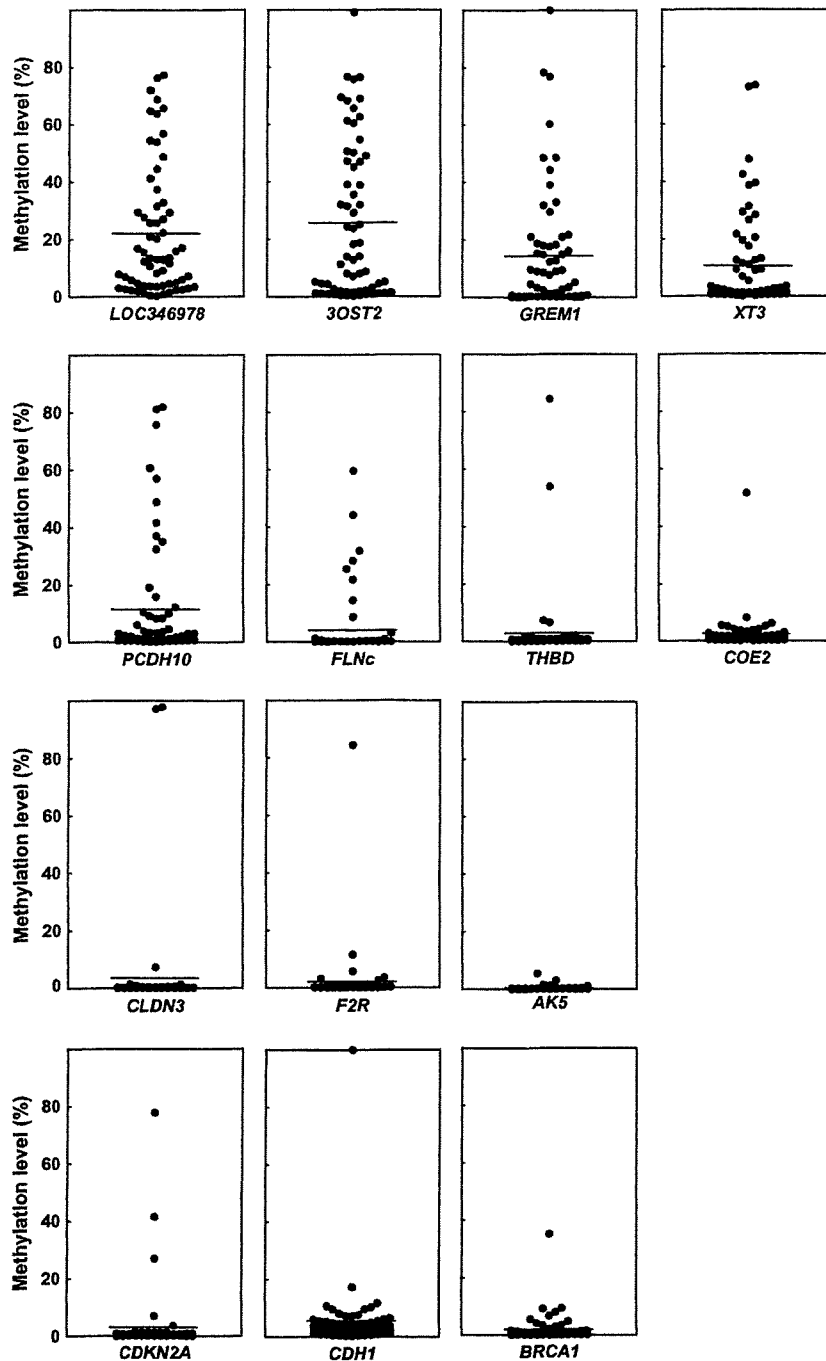 Methylation level (%)
80
60
40
20
0
LOC346978
3OST2
GREM1
XT3
Methylation level (%)
80
60
40
20
0
PCDH10
FLNc
THBD
COE2
Methylation level (%)
80
60
40
20
0
CLDN3
F2R
AK5
Methylation level (%)
80
60
40
20
0
CDKN2A
CDH1
BRCA1